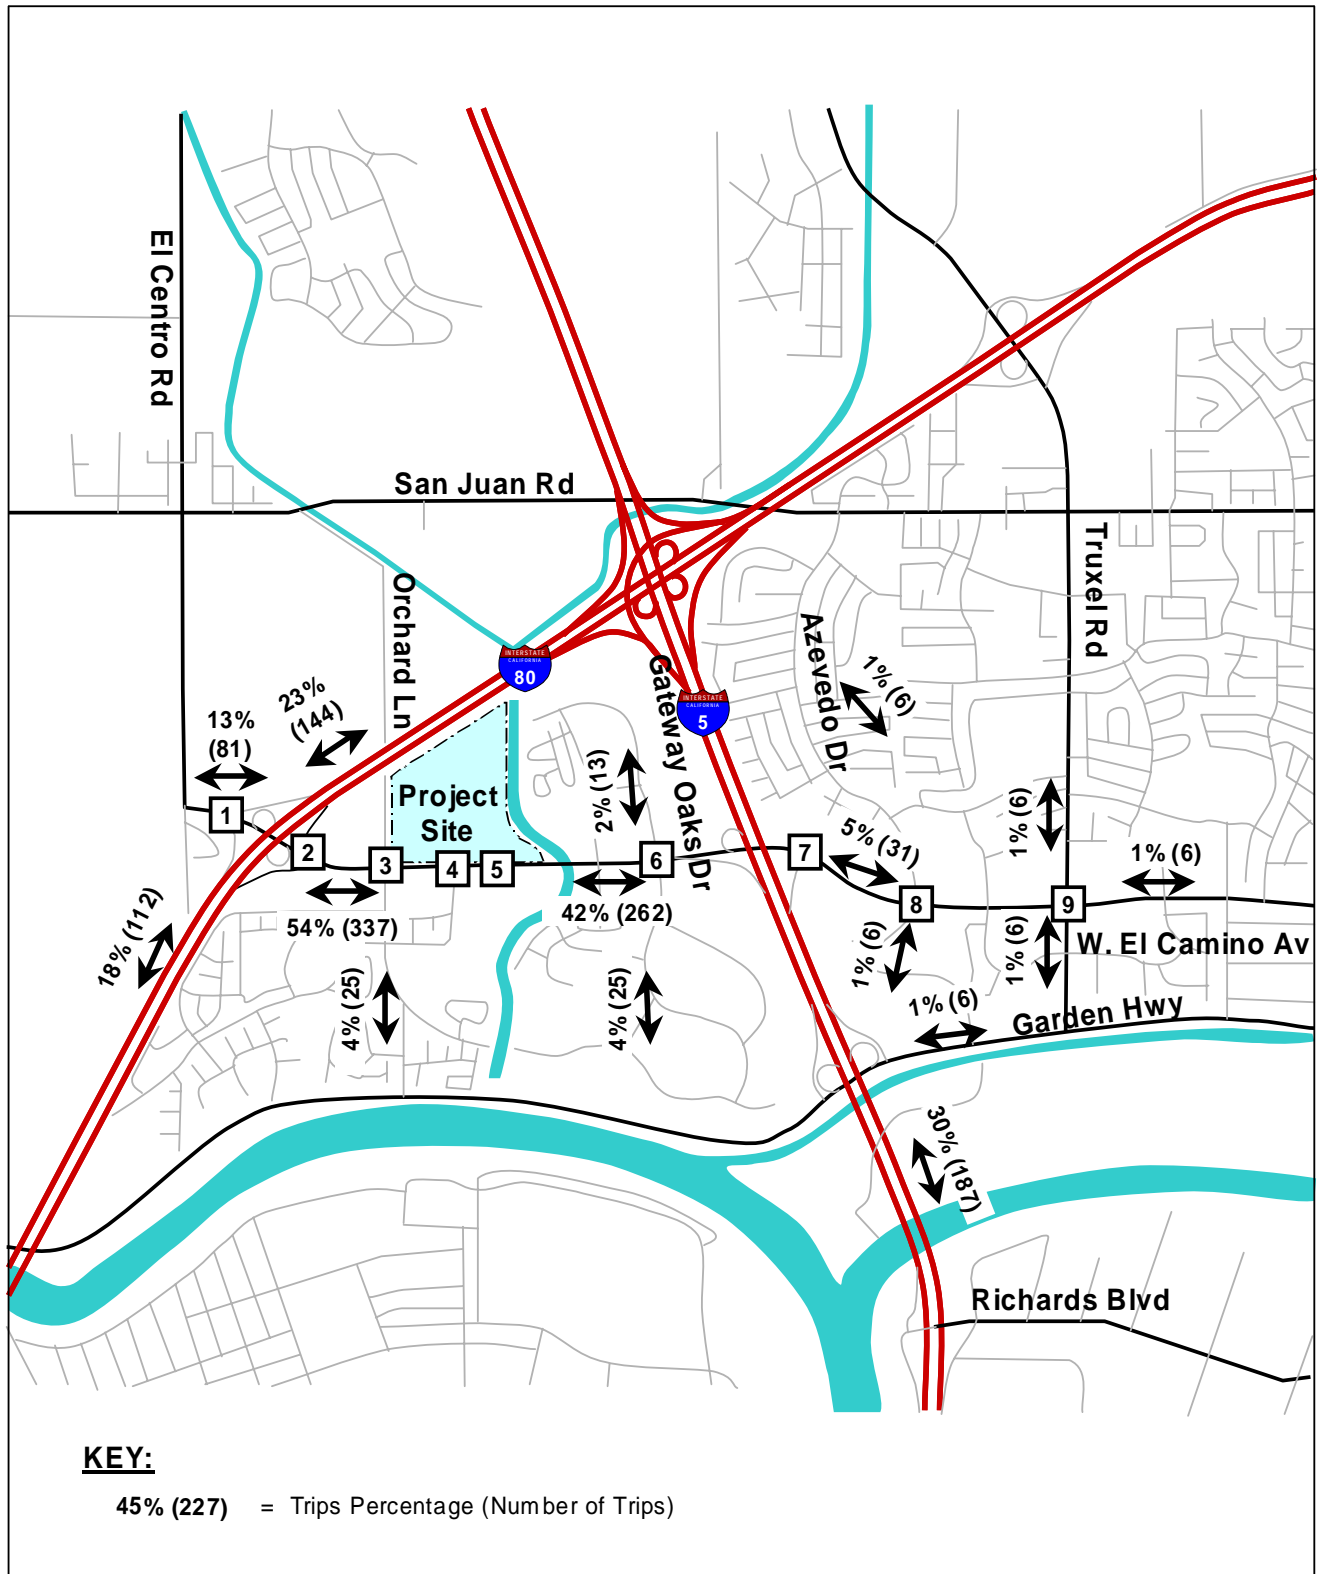 El Centro Rd
San Juan Rd
Truxel Rd
Orchard Ln
Azevedo Dr
INTERSTATE
CALIFORNIA
80
Gateway Oaks Dr
INTERSTATE
CALIFORNIA
5
1% (6)
23%
(144)
13%
(81)
Project
Site
2% (13)
1% (6)
5% (31)
1% (6)
1
2
3
4
5
6
7
8
9
54% (337)
42% (262)
18% (112)
1% (6)
1% (6)
W. El Camino Av
4% (25)
4% (25)
1% (6)
Garden Hwy
30% (187)
Richards Blvd
KEY:
45% (227) = Trips Percentage (Number of Trips)